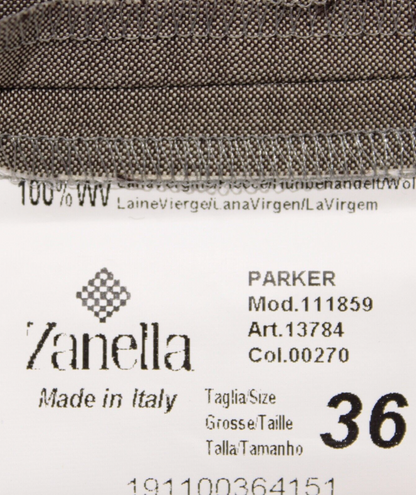 100% WV
LaineVierge/LanaVirgen/LaVirgem
PARKER
Mod.111859
Art.13784
Col.00270
Zanella
Made in Italy
Taglia/Size
Grosse/Taille
Talla/Tamanho
36
191100364151